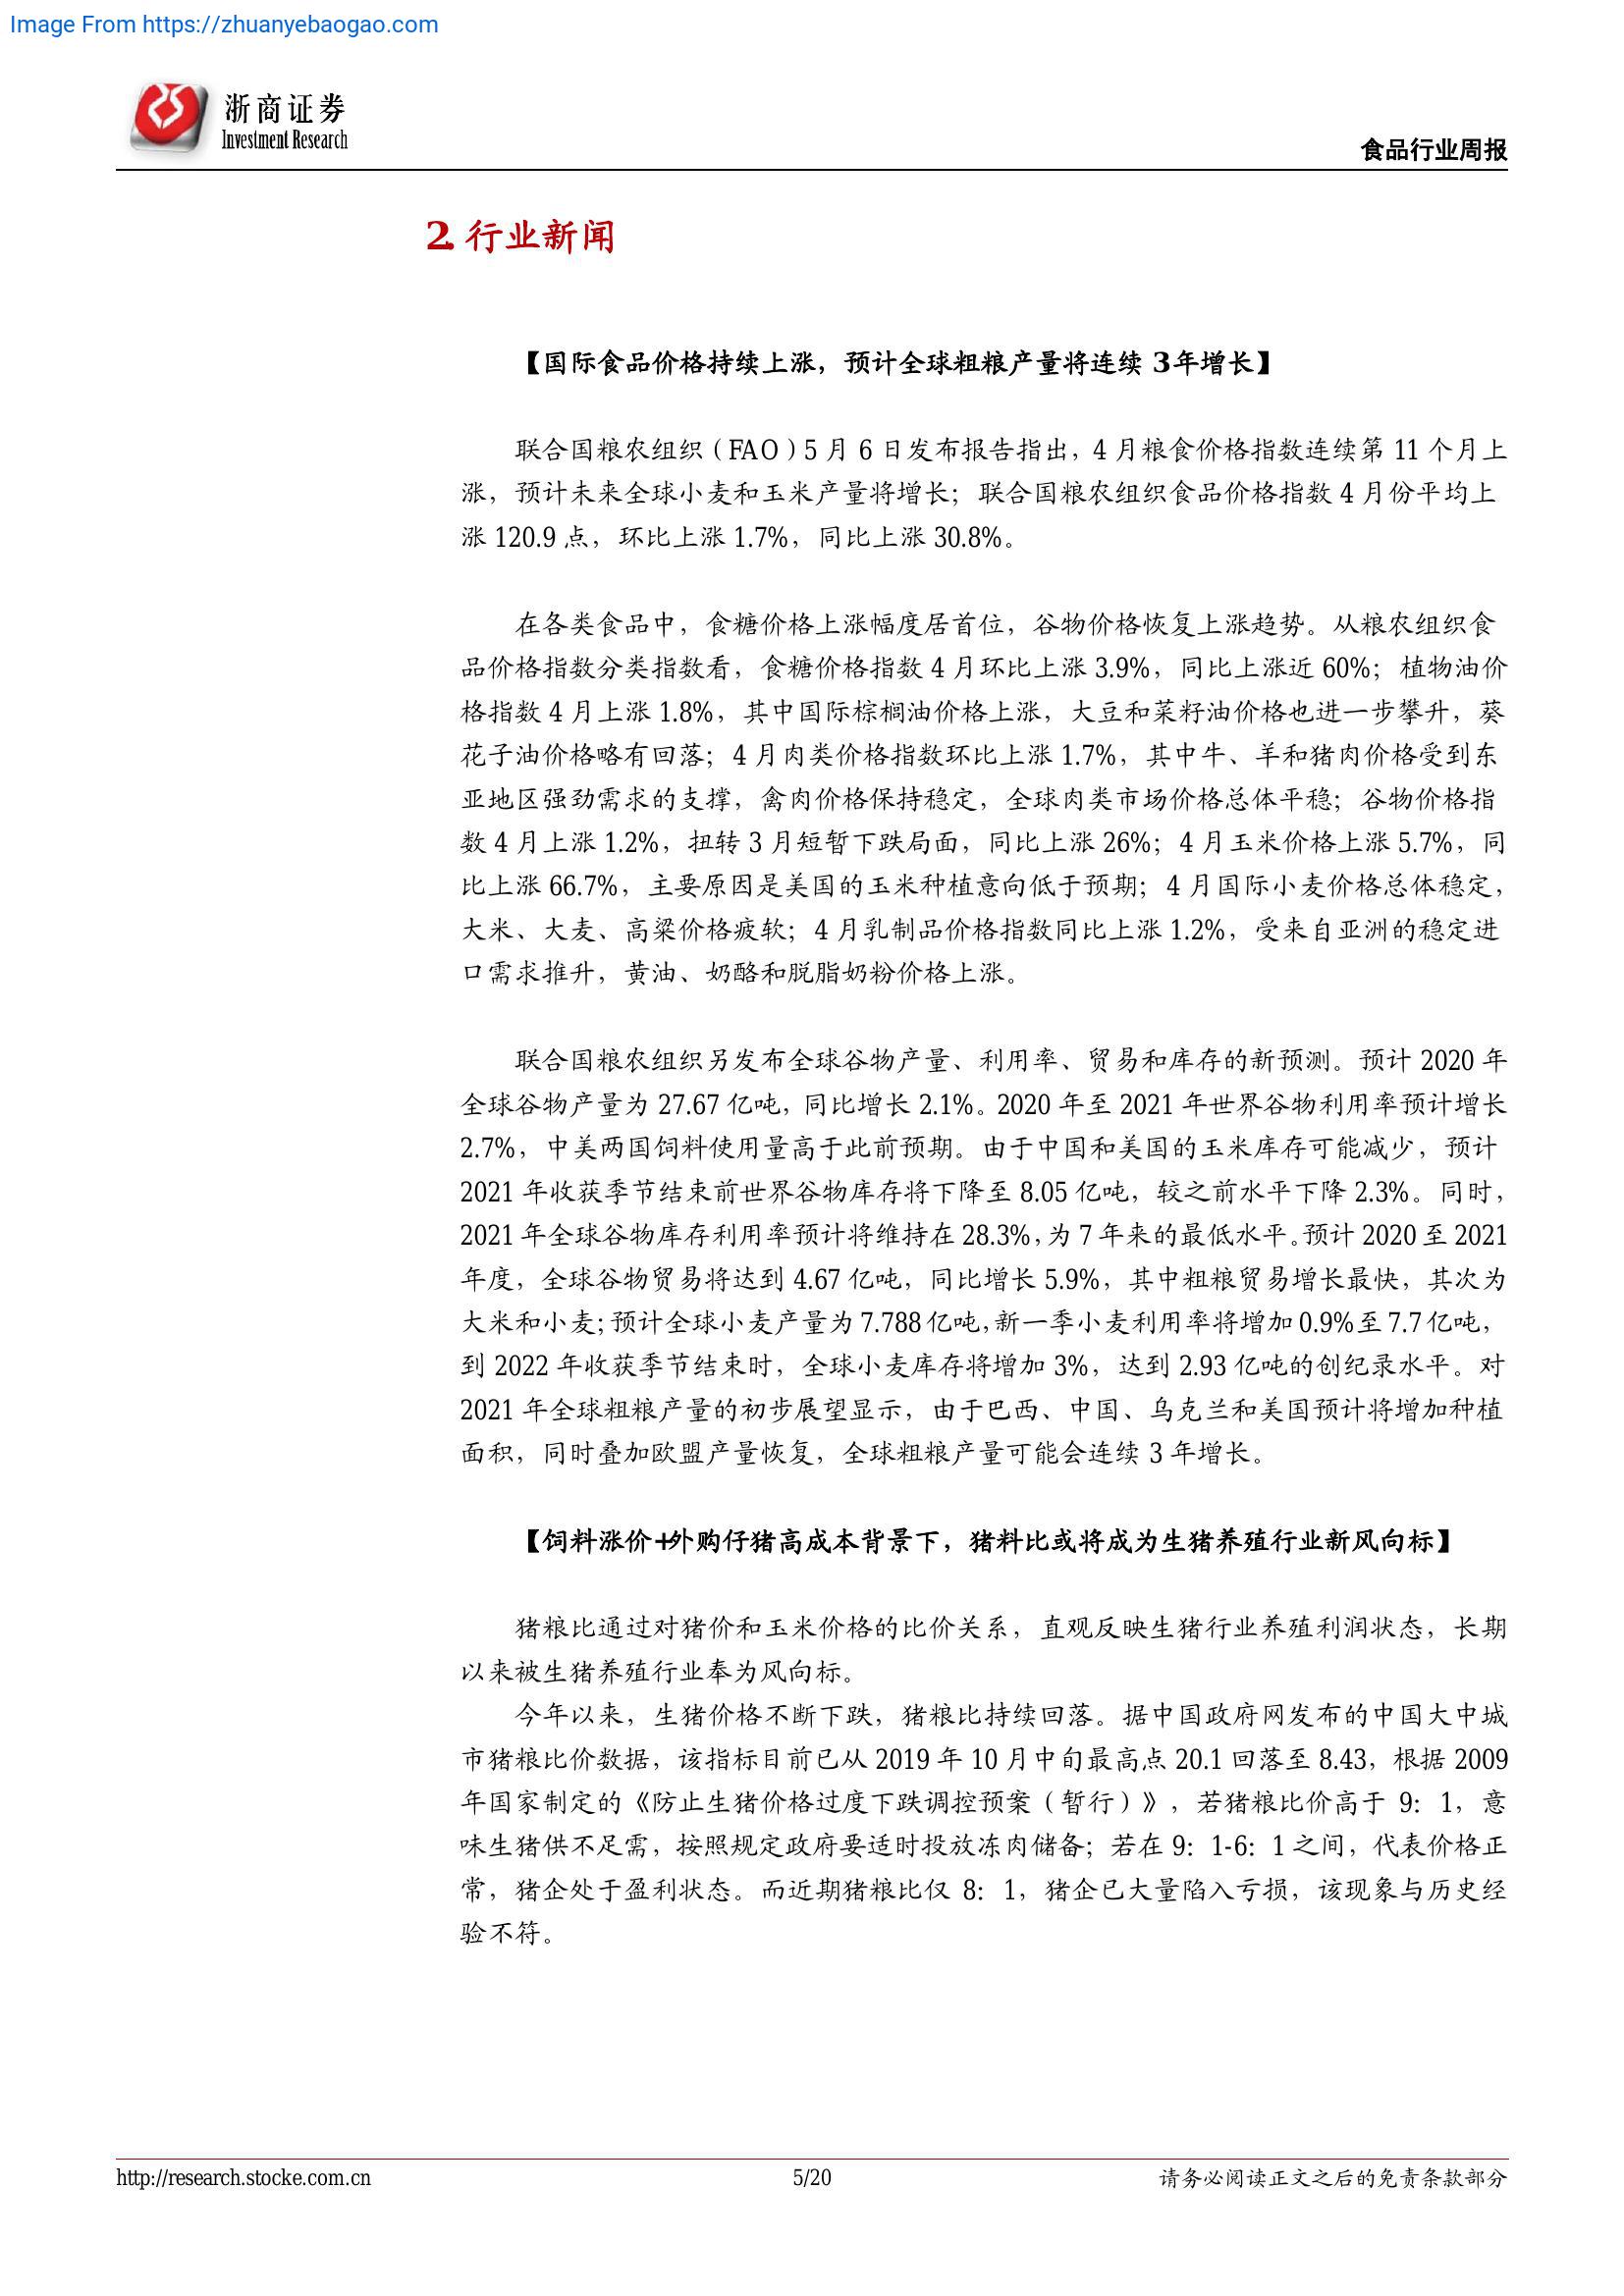 Image From https://zhuanyebaogao.com
浙商证券
Investment Research
食品行业周报
2. 行业新闻
【国际食品价格持续上涨，预计全球粗粮产量将连续 3 年增长】
联合国粮农组织（FAO）5 月 6 日发布报告指出，4 月粮食价格指数连续第 11 个月上
涨，预计未来全球小麦和玉米产量将增长；联合国粮农组织食品价格指数 4 月份平均上
涨 120.9 点，环比上涨 1.7%，同比上涨 30.8%。
在各类食品中，食糖价格上涨幅度居首位，谷物价格恢复上涨趋势。从粮农组织食
品价格指数分类指数看，食糖价格指数 4 月环比上涨 3.9%，同比上涨近 60%；植物油价
格指数 4 月上涨 1.8%，其中国际棕榈油价格上涨，大豆和菜籽油价格也进一步攀升，葵
花子油价格略有回落；4 月肉类价格指数环比上涨 1.7%，其中牛、羊和猪肉价格受到东
亚地区强劲需求的支撑，禽肉价格保持稳定，全球肉类市场价格总体平稳；谷物价格指
数 4 月上涨 1.2%，扭转 3 月短暂下跌局面，同比上涨 26%；4 月玉米价格上涨 5.7%，同
比上涨 66.7%，主要原因是美国的玉米种植意向低于预期；4 月国际小麦价格总体稳定，
大米、大麦、高粱价格疲软；4 月乳制品价格指数同比上涨 1.2%，受来自亚洲的稳定进
口需求推升，黄油、奶酪和脱脂奶粉价格上涨。
联合国粮农组织另发布全球谷物产量、利用率、贸易和库存的新预测。预计 2020 年
全球谷物产量为 27.67 亿吨，同比增长 2.1%。2020 年至 2021 年世界谷物利用率预计增长
2.7%，中美两国饲料使用量高于此前预期。由于中国和美国的玉米库存可能减少，预计
2021 年收获季节结束前世界谷物库存将下降至 8.05 亿吨，较之前水平下降 2.3%。同时，
2021 年全球谷物库存利用率预计将维持在 28.3%，为 7 年来的最低水平。预计 2020 至 2021
年度，全球谷物贸易将达到 4.67 亿吨，同比增长 5.9%，其中粗粮贸易增长最快，其次为
大米和小麦；预计全球小麦产量为 7.788 亿吨，新一季小麦利用率将增加 0.9%至 7.7 亿吨，
到 2022 年收获季节结束时，全球小麦库存将增加 3%，达到 2.93 亿吨的创纪录水平。对
2021 年全球粗粮产量的初步展望显示，由于巴西、中国、乌克兰和美国预计将增加种植
面积，同时叠加欧盟产量恢复，全球粗粮产量可能会连续 3 年增长。
【饲料涨价+外购仔猪高成本背景下，猪料比或将成为生猪养殖行业新风向标】
猪粮比通过对猪价和玉米价格的比价关系，直观反映生猪行业养殖利润状态，长期
以来被生猪养殖行业奉为风向标。
今年以来，生猪价格不断下跌，猪粮比持续回落。据中国政府网发布的中国大中城
市猪粮比价数据，该指标目前已从 2019 年 10 月中旬最高点 20.1 回落至 8.43，根据 2009
年国家制定的《防止生猪价格过度下跌调控预案（暂行）》，若猪粮比价高于 9：1，意
味生猪供不足需，按照规定政府要适时投放冻肉储备；若在 9：1-6：1 之间，代表价格正
常，猪企处于盈利状态。而近期猪粮比仅 8：1，猪企已大量陷入亏损，该现象与历史经
验不符。
http://research.stocke.com.cn
5/20
请务必阅读正文之后的免责条款部分